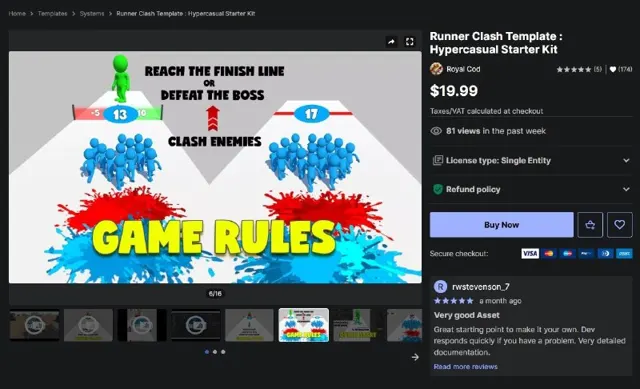 Home > Templates > Systems > Runner Clash Template : Hypercasual Starter Kit
REACH THE FINISH LINE
OR
DEFEAT THE BOSS
CLASH ENEMIES
-5
13
17
GAME RULES
6/16
GAME RULES
Runner Clash Template :
Hypercasual Starter Kit
Royal Cod
(5) | (174)
$19.99
Taxes/VAT calculated at checkout
81 views in the past week
License type: Single Entity
Refund policy
Buy Now
Secure checkout:
VISA
R rwstevenson_7
a month ago
Very good Asset
Great starting point to make it your own. Dev
responds quickly if you have a problem. Very detailed
documentation.
Read more reviews